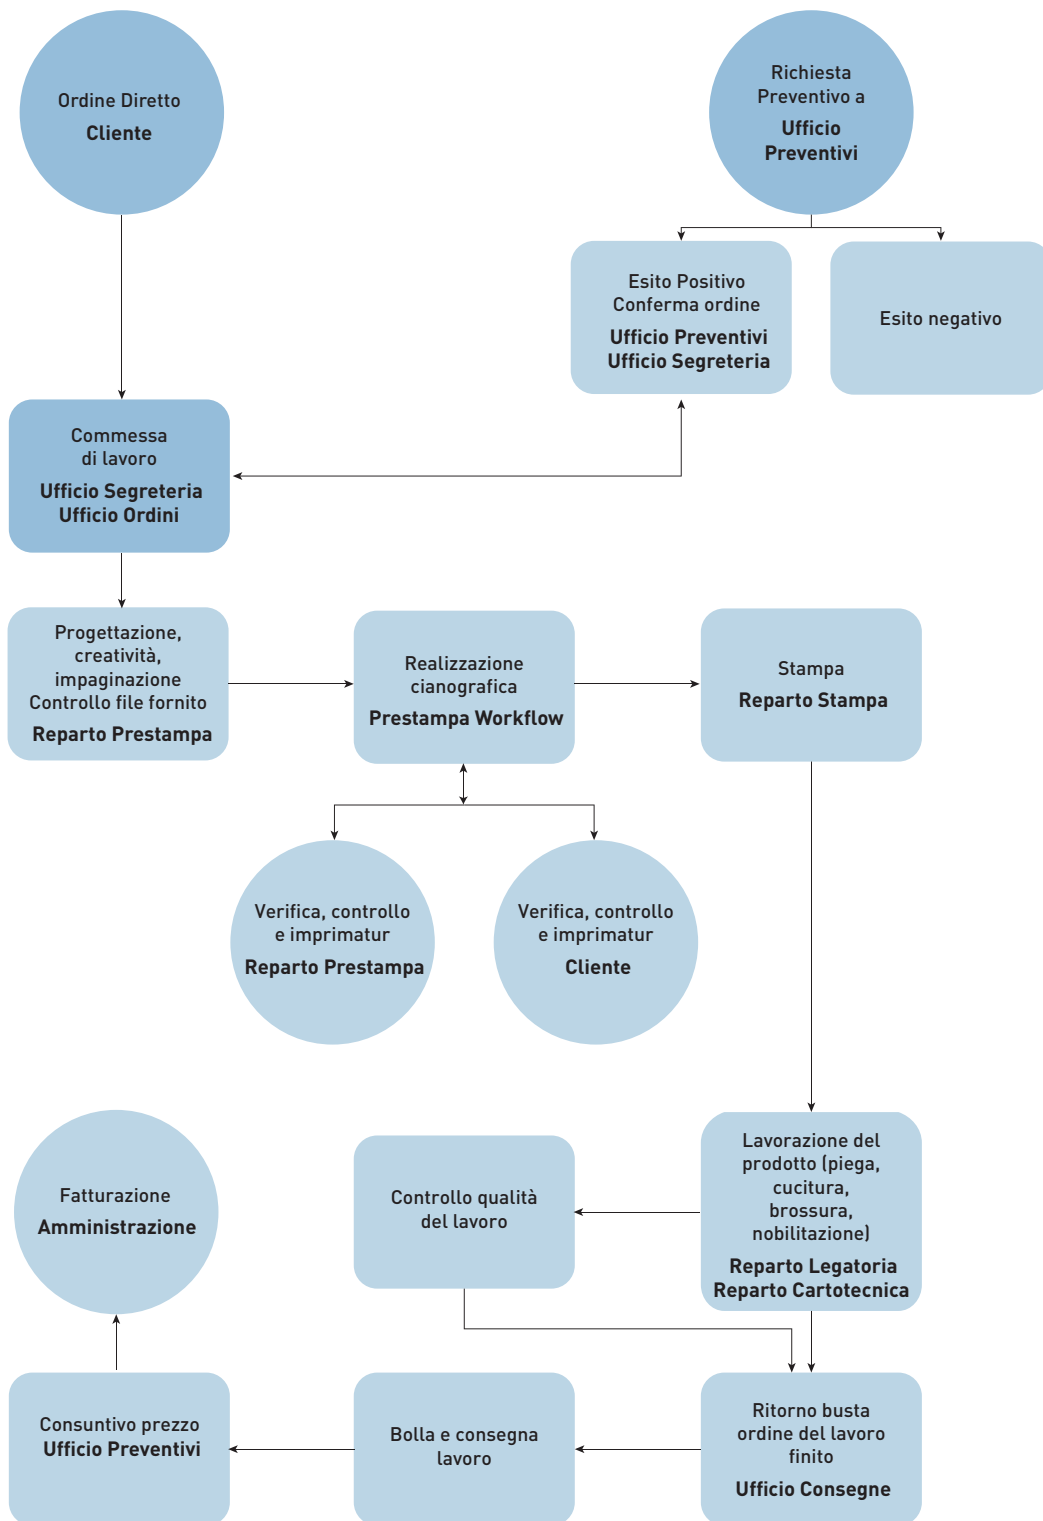 Ordine Diretto
Cliente
Richiesta
Preventivo a
Ufficio
Preventivi
Esito Positivo
Conferma ordine
Ufficio Preventivi
Ufficio Segreteria
Esito negativo
Commessa
di lavoro
Ufficio Segreteria
Ufficio Ordini
Progettazione,
creatività,
impaginazione
Controllo file fornito
Reparto Prestampa
Realizzazione
cianografica
Prestampa Workflow
Stampa
Reparto Stampa
Verifica, controllo
e imprimatur
Reparto Prestampa
Verifica, controllo
e imprimatur
Cliente
Lavorazione del
prodotto (piega,
cucitura,
brossura,
nobilitazione)
Reparto Legatoria
Reparto Cartotecnica
Controllo qualità
del lavoro
Fatturazione
Amministrazione
Consuntivo prezzo
Ufficio Preventivi
Bolla e consegna
lavoro
Ritorno busta
ordine del lavoro
finito
Ufficio Consegne